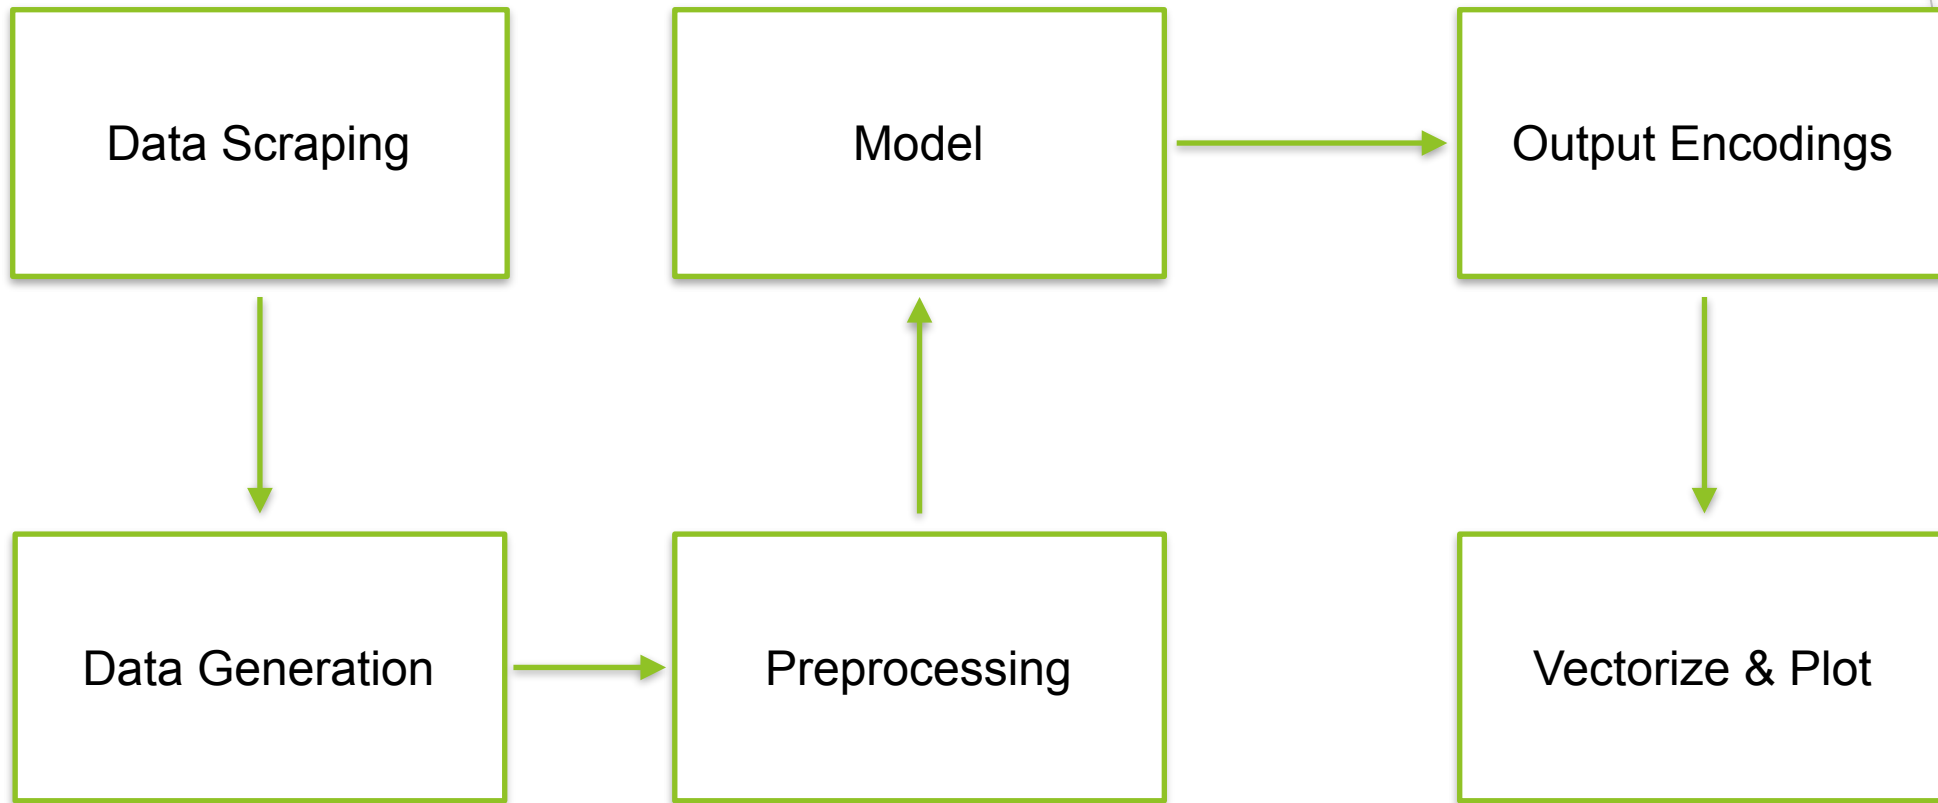 Data Scraping
Model
Output Encodings
Data Generation
Preprocessing
Vectorize & Plot